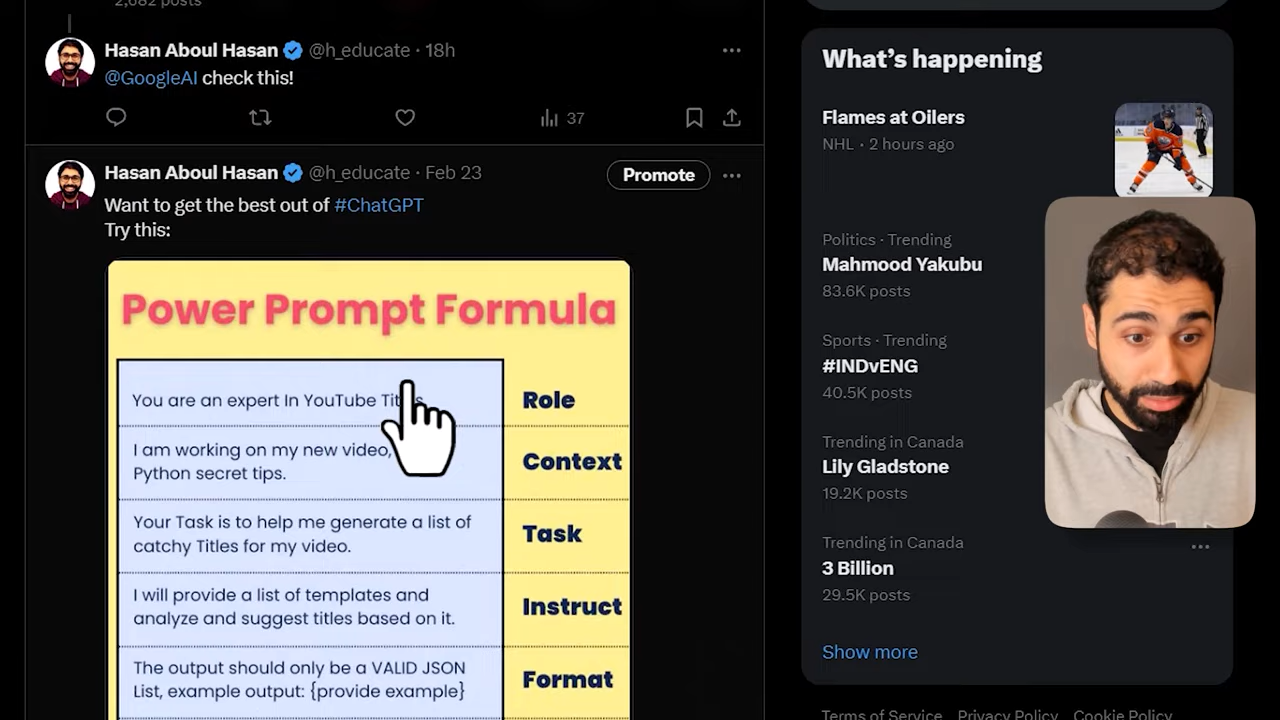 2,682 posts
Hasan Aboul Hasan @h_educate · 18h
@GoogleAI check this!
37
Hasan Aboul Hasan @h_educate · Feb 23
Promote
Want to get the best out of #ChatGPT
Try this:
Power Prompt Formula
You are an expert In YouTube
Role
I am working on my new video,
Python secret tips.
Context
Your Task is to help me generate a list of
catchy Titles for my video.
Task
I will provide a list of templates and
analyze and suggest titles based on it.
Instruct
The output should only be a VALID JSON
List, example output: {provide example}
Format
What's happening
Flames at Oilers
NHL · 2 hours ago
Politics · Trending
Mahmood Yakubu
83.6K posts
Sports · Trending
#INDvENG
40.5K posts
Trending in Canada
Lily Gladstone
19.2K posts
Trending in Canada
3 Billion
29.5K posts
Show more
Terms of Service Privacy Policy Cookie Policy